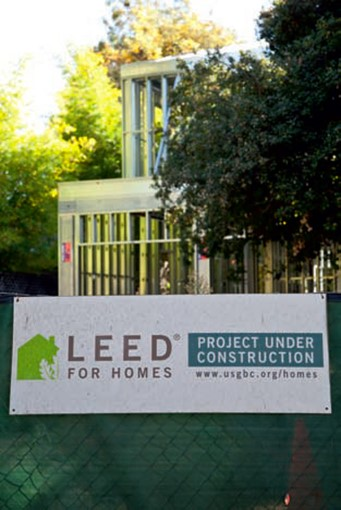 LEED®
FOR HOMES
PROJECT UNDER
CONSTRUCTION
www.usgbc.org/homes